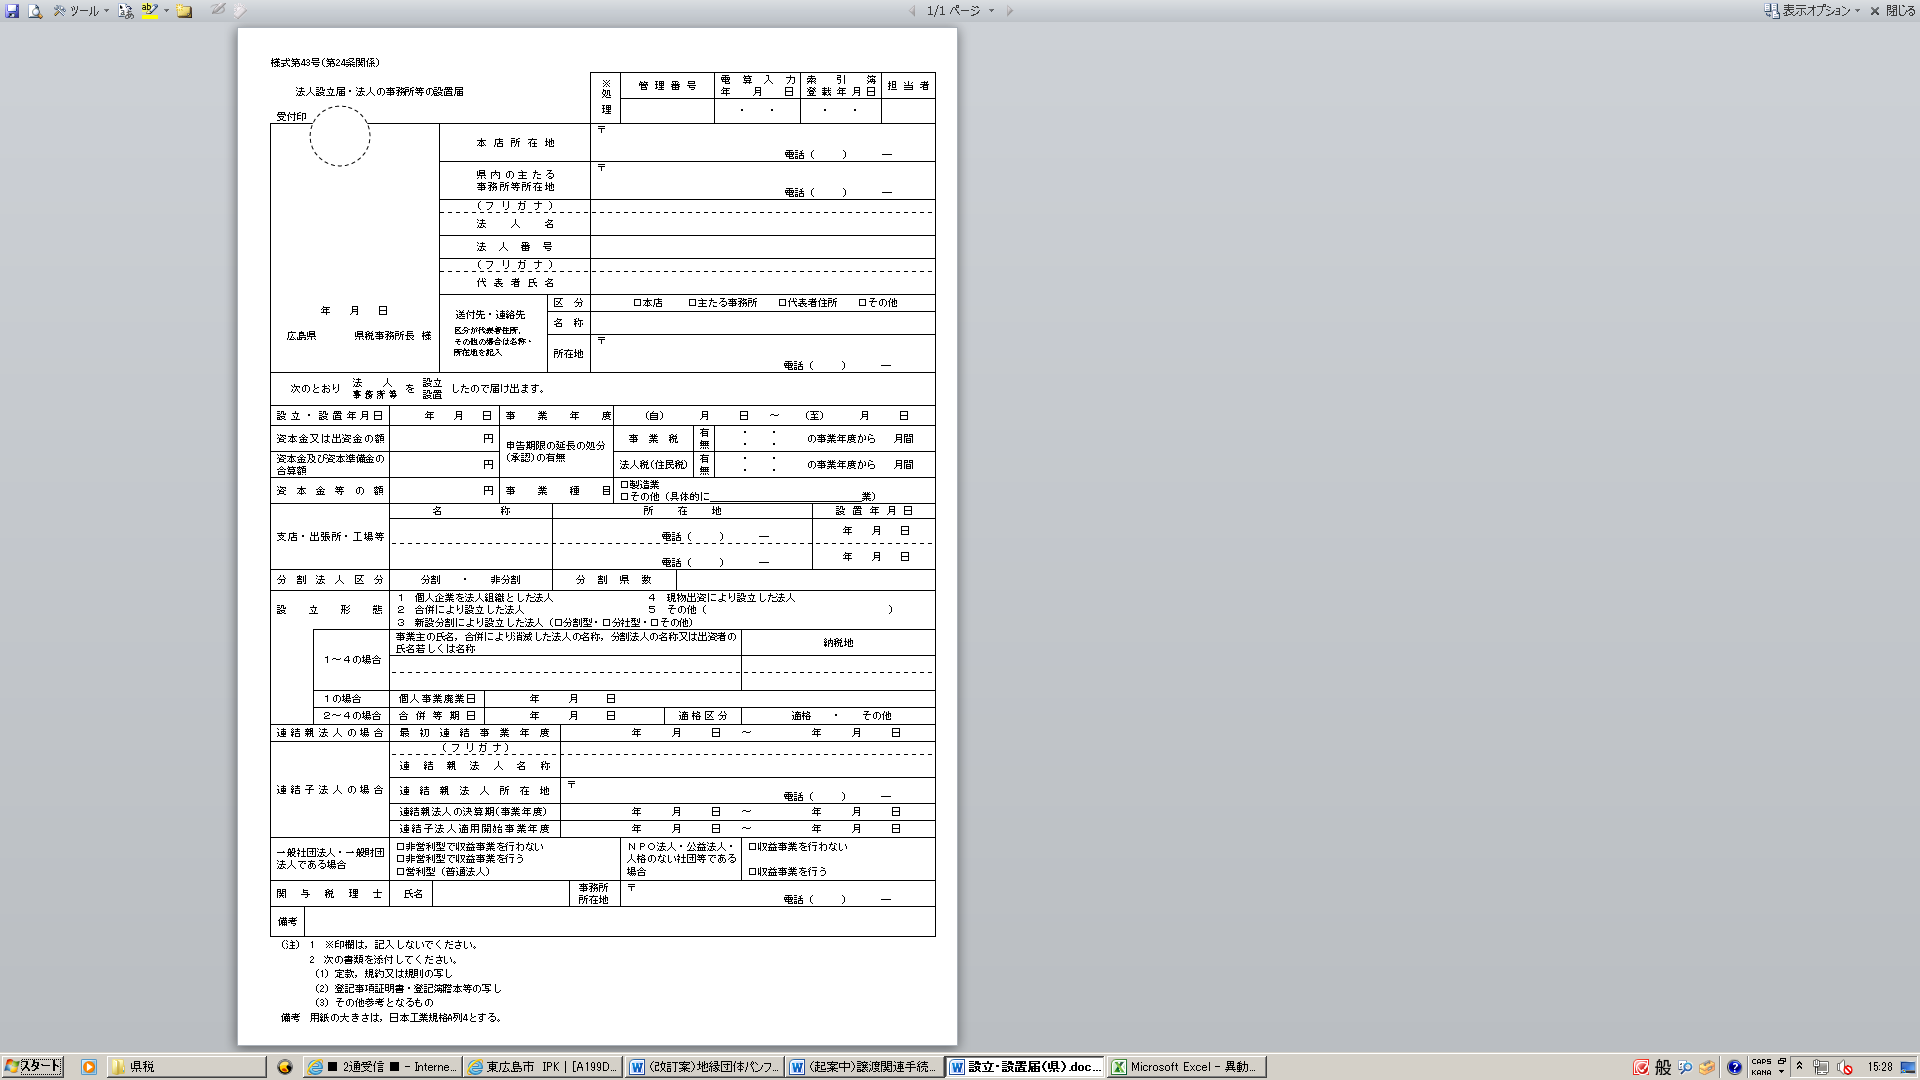 ツール
1/1 ページ
表示オプション
閉じる
様式第43号(第24条関係)
法人設立届・法人の事務所等の設置届
受付印
※処理
管理番号
電算入力年月日
索引簿登載年月日
担当者
・ ・
・ ・
本店所在地
〒
電話( ) ―
県内の主たる
事務所等所在地
〒
電話( ) ―
(フリガナ)
法人名
法人番号
(フリガナ)
代表者氏名
年 月 日
広島県 県税事務所長 様
送付先・連絡先
区分が代表者住所,
その他の場合は名称・
所在地を記入
区分
□本店 □主たる事務所 □代表者住所 □その他
名称
所在地
〒
電話( ) ―
次のとおり 法人 事務所等 を 設立 設置 したので届け出ます。
設立・設置年月日
年 月 日
事業年度
(自) 月 日 ~ (至) 月 日
資本金又は出資金の額
円
申告期限の延長の処分
(承認)の有無
事業税
有
無
・ ・
・ ・
の事業年度から 月間
資本金及び資本準備金の
合算額
円
法人税(住民税)
有
無
・ ・
・ ・
の事業年度から 月間
資本金等の額
円
事業種目
□製造業
□その他(具体的に 業)
支店・出張所・工場等
名称
所在地
設置年月日
電話( ) ―
年 月 日
電話( ) ―
年 月 日
分割法人区分
分割 ・ 非分割
分割県数
設立形態
1 個人企業を法人組織とした法人
4 現物出資により設立した法人
2 合併により設立した法人
5 その他( )
3 新設分割により設立した法人(□分割型・□分社型・□その他)
1~4の場合
事業主の氏名,合併により消滅した法人の名称,分割法人の名称又は出資者の
氏名若しくは名称
納税地
1の場合
個人事業廃業日
年 月 日
2~4の場合
合併等期日
年 月 日
適格区分
適格 ・ その他
連結親法人の場合
最初連結事業年度
年 月 日 ~ 年 月 日
連結子法人の場合
(フリガナ)
連結親法人名称
連結親法人所在地
〒
電話( ) ―
連結親法人の決算期(事業年度)
年 月 日 ~ 年 月 日
連結子法人適用開始事業年度
年 月 日 ~ 年 月 日
一般社団法人・一般財団
法人である場合
□非営利型で収益事業を行わない
□非営利型で収益事業を行う
□営利型(普通法人)
NPO法人・公益法人・
人格のない社団等である
場合
□収益事業を行わない
□収益事業を行う
関与税理士
氏名
事務所
所在地
〒
電話( ) ―
備考
(注) 1 ※印欄は,記入しないでください。
2 次の書類を添付してください。
(1) 定款,規約又は規則の写し
(2) 登記事項証明書・登記簿謄本等の写し
(3) その他参考となるもの
備考 用紙の大きさは,日本工業規格A列4とする。
スタート
県税
■ 2通受信 ■ - Interne...
東広島市 IPK | [A199D...
(改訂案)地縁団体パンフ...
(起案中)譲渡関連手続...
設立・設置届(県).doc...
Microsoft Excel - 異動...
般
CAPS
KANA
15:28